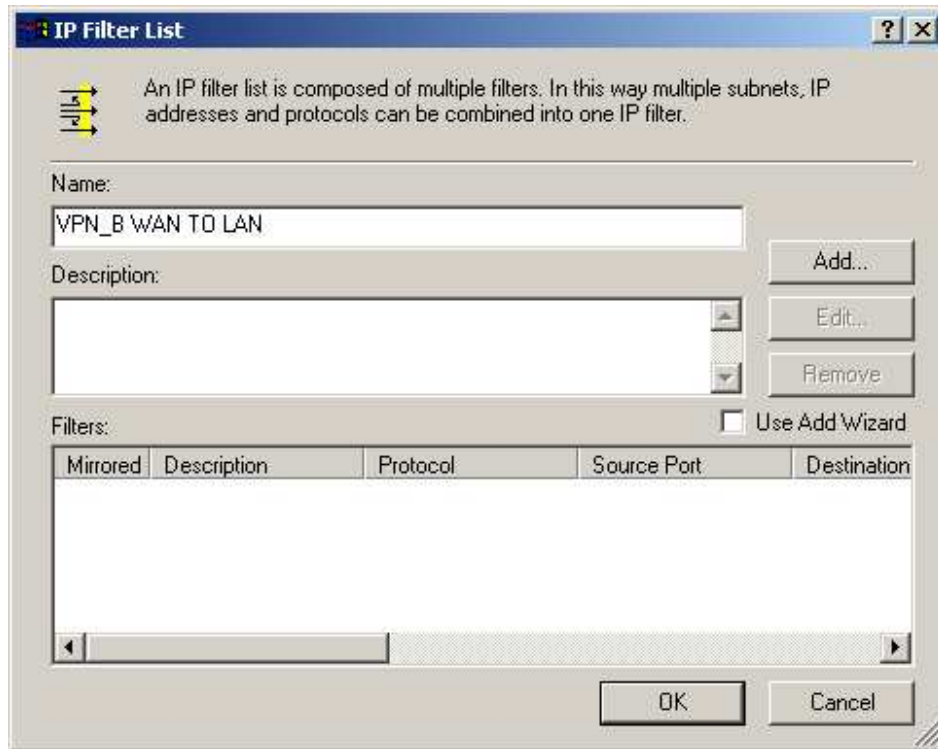 IP Filter List
An IP filter list is composed of multiple filters. In this way multiple subnets, IP
addresses and protocols can be combined into one IP filter.
Name:
VPN_B WAN TO LAN
Add...
Description:
Edit...
Remove
Filters:
Use Add Wizard
Mirrored Description Protocol Source Port Destination
OK Cancel